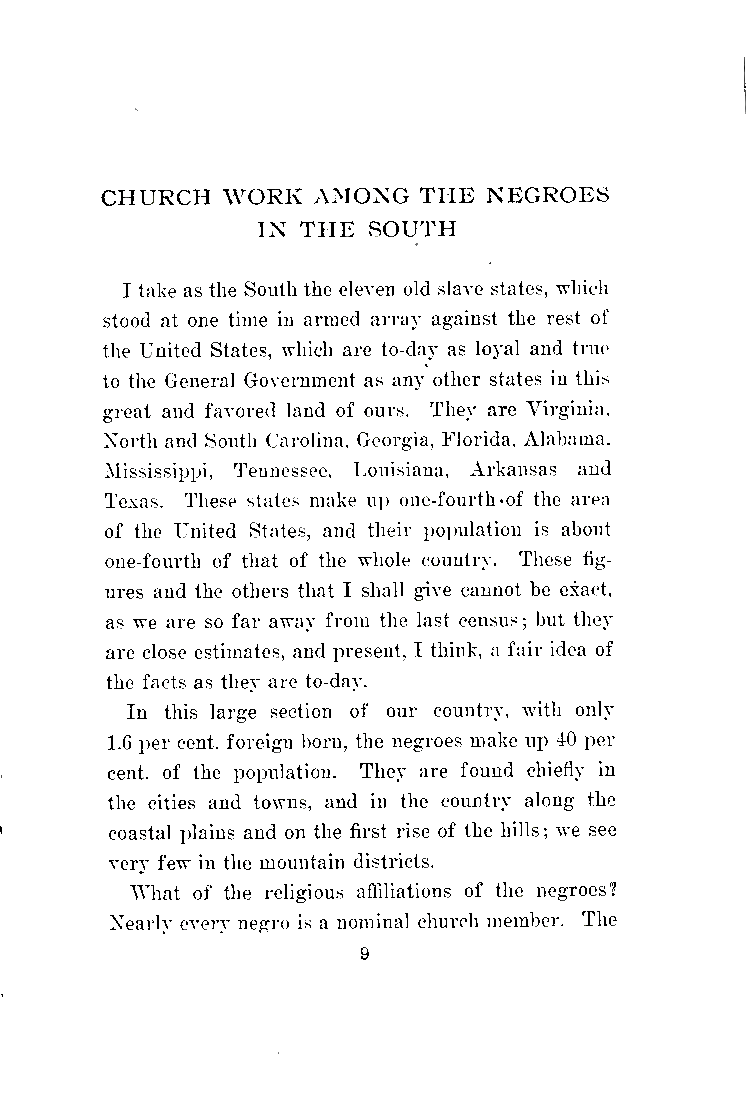 CHURCH WORK AMONG THE NEGROES
IN THE SOUTH
I take as the South the eleven old slave states, which
stood at one time in armed array against the rest of
the United States, which are to-day as loyal and true
to the General Government as any other states in this
great and favored land of ours. They are Virginia,
North and South Carolina, Georgia, Florida, Alabama,
Mississippi, Tennessee, Louisiana, Arkansas and
Texas. These states make up one-fourth of the area
of the United States, and their population is about
one-fourth of that of the whole country. These fig-
ures and the others that I shall give cannot be exact,
as we are so far away from the last census; but they
are close estimates, and present, I think, a fair idea of
the facts as they are to-day.
In this large section of our country, with only
1.6 per cent. foreign born, the negroes make up 40 per
cent. of the population. They are found chiefly in
the cities and towns, and in the country along the
coastal plains and on the first rise of the hills; we see
very few in the mountain districts.
What of the religious affiliations of the negroes?
Nearly every negro is a nominal church member. The
9